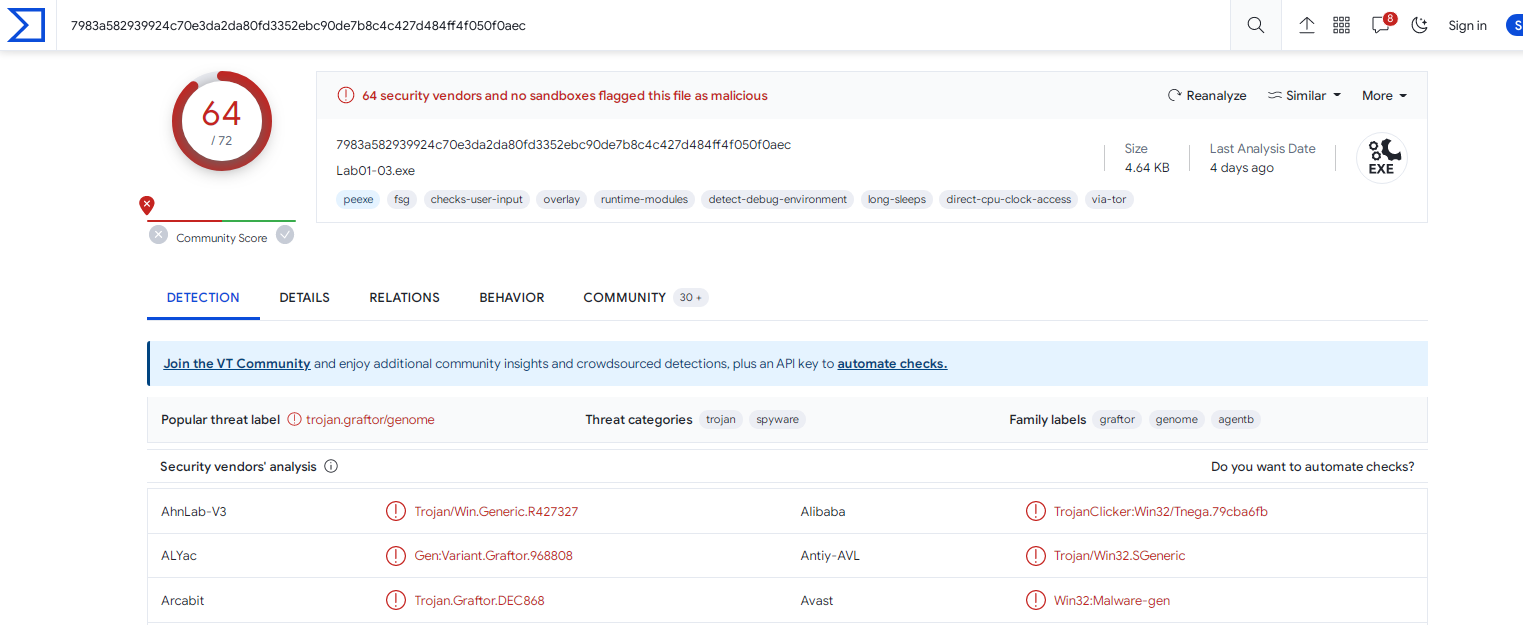 7983a582939924c70e3da2da80fd3352ebc90de7b8c4c427d484ff4f050f0aec
8
Sign in
S
64
/ 72
64 security vendors and no sandboxes flagged this file as malicious
Reanalyze
Similar
More
7983a582939924c70e3da2da80fd3352ebc90de7b8c4c427d484ff4f050f0aec
Lab01-03.exe
Size
4.64 KB
Last Analysis Date
4 days ago
EXE
peexe fsg checks-user-input overlay runtime-modules detect-debug-environment long-sleeps direct-cpu-clock-access via-tor
Community Score
DETECTION DETAILS RELATIONS BEHAVIOR COMMUNITY 30 +
Join the VT Community and enjoy additional community insights and crowdsourced detections, plus an API key to automate checks.
Popular threat label trojan.graftor/genome Threat categories trojan spyware Family labels graftor genome agentb
Security vendors' analysis Do you want to automate checks?
AhnLab-V3 Trojan/Win.Generic.R427327 Alibaba TrojanClicker:Win32/Tnega.79cba6fb
ALYac Gen:Variant.Graftor.968808 Antiy-AVL Trojan/Win32.SGeneric
Arcabit Trojan.Graftor.DEC868 Avast Win32:Malware-gen